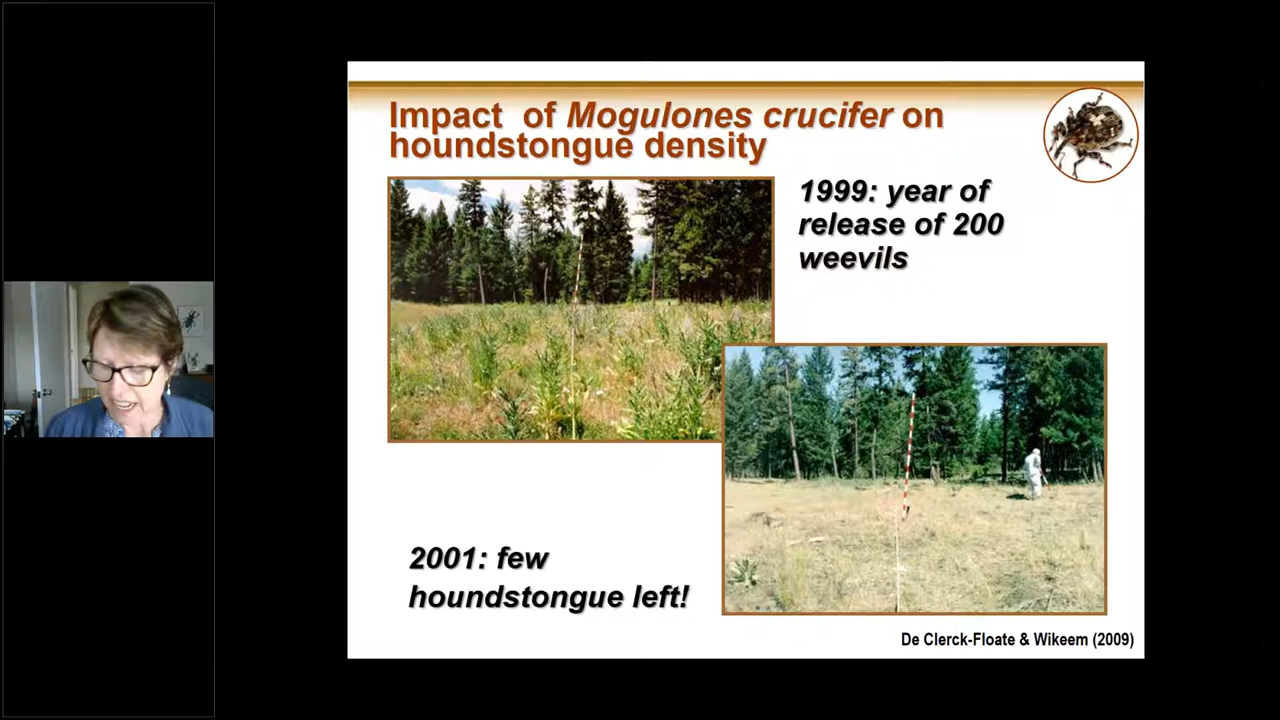 Impact of Mogulones crucifer on
houndstongue density
1999: year of
release of 200
weevils
2001: few
houndstongue left!
De Clerck-Floate & Wikeem (2009)